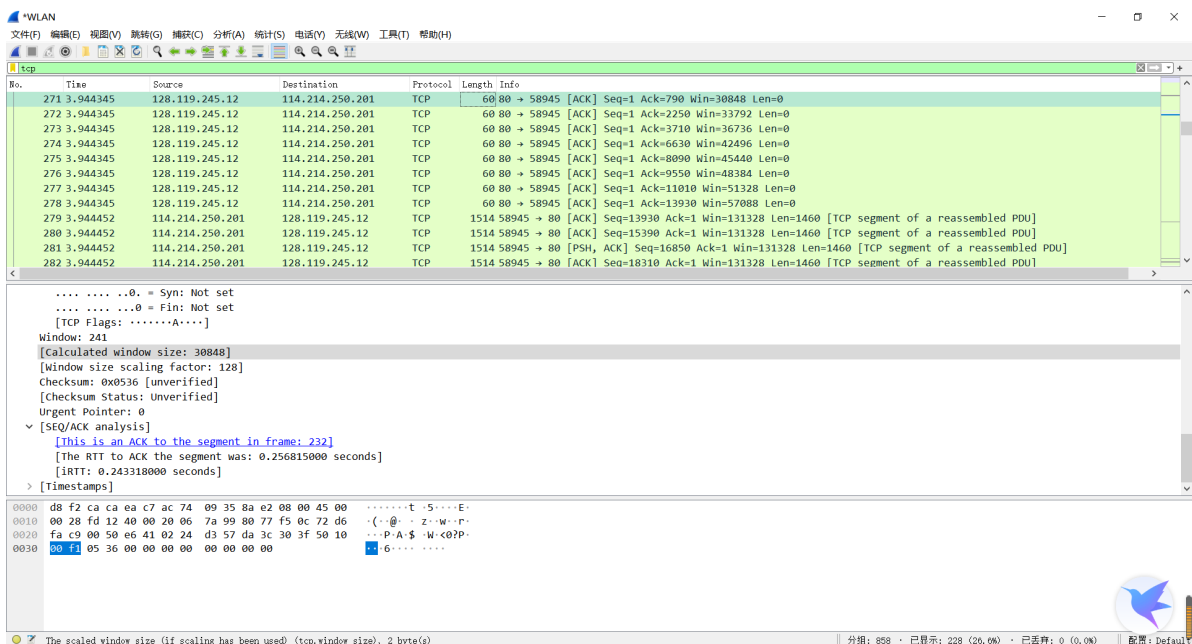 *WLAN
文件(F) 编辑(E) 视图(V) 跳转(G) 捕获(C) 分析(A) 统计(S) 电话(Y) 无线(W) 工具(T) 帮助(H)
tcp
No. Time Source Destination Protocol Length Info
271 3.944345 128.119.245.12 114.214.250.201 TCP 60 80 → 58945 [ACK] Seq=1 Ack=790 Win=30848 Len=0
272 3.944345 128.119.245.12 114.214.250.201 TCP 60 80 → 58945 [ACK] Seq=1 Ack=2250 Win=33792 Len=0
273 3.944345 128.119.245.12 114.214.250.201 TCP 60 80 → 58945 [ACK] Seq=1 Ack=3710 Win=36736 Len=0
274 3.944345 128.119.245.12 114.214.250.201 TCP 60 80 → 58945 [ACK] Seq=1 Ack=6630 Win=42496 Len=0
275 3.944345 128.119.245.12 114.214.250.201 TCP 60 80 → 58945 [ACK] Seq=1 Ack=8090 Win=45440 Len=0
276 3.944345 128.119.245.12 114.214.250.201 TCP 60 80 → 58945 [ACK] Seq=1 Ack=9550 Win=48384 Len=0
277 3.944345 128.119.245.12 114.214.250.201 TCP 60 80 → 58945 [ACK] Seq=1 Ack=11010 Win=51328 Len=0
278 3.944345 128.119.245.12 114.214.250.201 TCP 60 80 → 58945 [ACK] Seq=1 Ack=13930 Win=57088 Len=0
279 3.944452 114.214.250.201 128.119.245.12 TCP 1514 58945 → 80 [ACK] Seq=13930 Ack=1 Win=131328 Len=1460 [TCP segment of a reassembled PDU]
280 3.944452 114.214.250.201 128.119.245.12 TCP 1514 58945 → 80 [ACK] Seq=15390 Ack=1 Win=131328 Len=1460 [TCP segment of a reassembled PDU]
281 3.944452 114.214.250.201 128.119.245.12 TCP 1514 58945 → 80 [PSH, ACK] Seq=16850 Ack=1 Win=131328 Len=1460 [TCP segment of a reassembled PDU]
282 3.944452 114.214.250.201 128.119.245.12 TCP 1514 58945 → 80 [ACK] Seq=18310 Ack=1 Win=131328 Len=1460 [TCP segment of a reassembled PDU]
.... .... ..0. = Syn: Not set
.... .... ...0 = Fin: Not set
[TCP Flags: ·······A····]
Window: 241
[Calculated window size: 30848]
[Window size scaling factor: 128]
Checksum: 0x0536 [unverified]
[Checksum Status: Unverified]
Urgent Pointer: 0
[SEQ/ACK analysis]
[This is an ACK to the segment in frame: 232]
[The RTT to ACK the segment was: 0.256815000 seconds]
[iRTT: 0.243318000 seconds]
[Timestamps]
0000 d8 f2 ca ca ea c7 ac 74 09 35 8a e2 08 00 45 00 ·······t ·5····E·
0010 00 28 fd 12 40 00 20 06 7a 99 80 77 f5 0c 72 d6 ·(··@· · z··w··r·
0020 fa c9 00 50 e6 41 02 24 d3 57 da 3c 30 3f 50 10 ···P·A·$ ·W·<0?P·
0030 00 f1 05 36 00 00 00 00 00 00 00 00 ···6···· ····
The scaled window size (if scaling has been used) (tcp.window_size), 2 byte(s) 分组: 858 · 已显示: 228 (26.6%) · 已丢弃: 0 (0.0%) 配置: Default